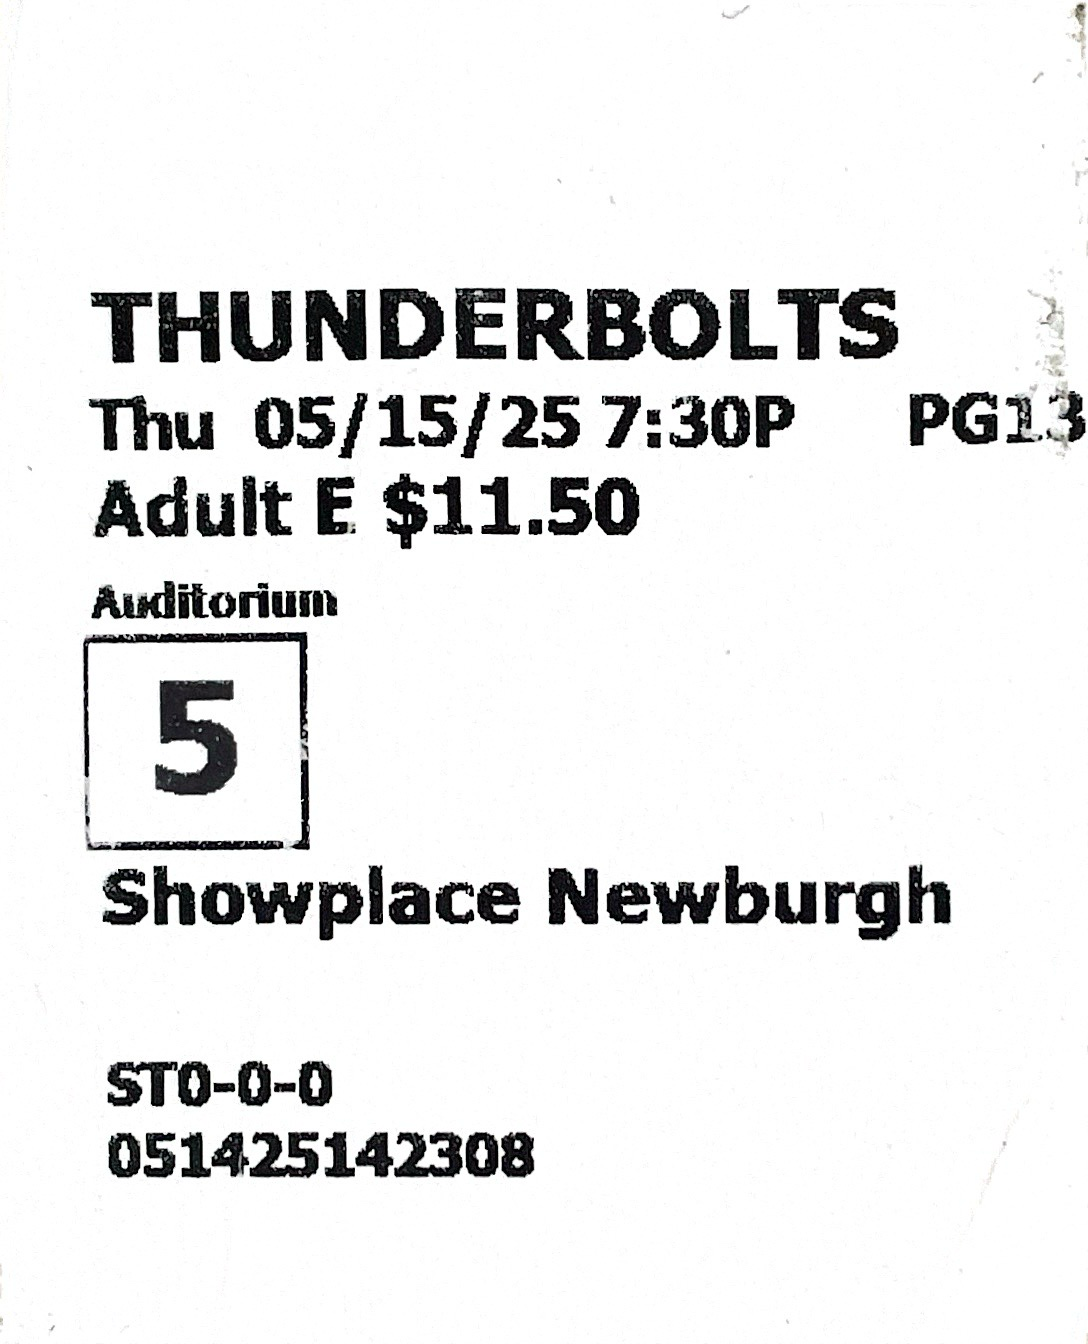 THUNDERBOLTS
Thu 05/15/25 7:30P PG13
Adult E $11.50
Auditorium
5
Showplace Newburgh
ST0-0-0
051425142308